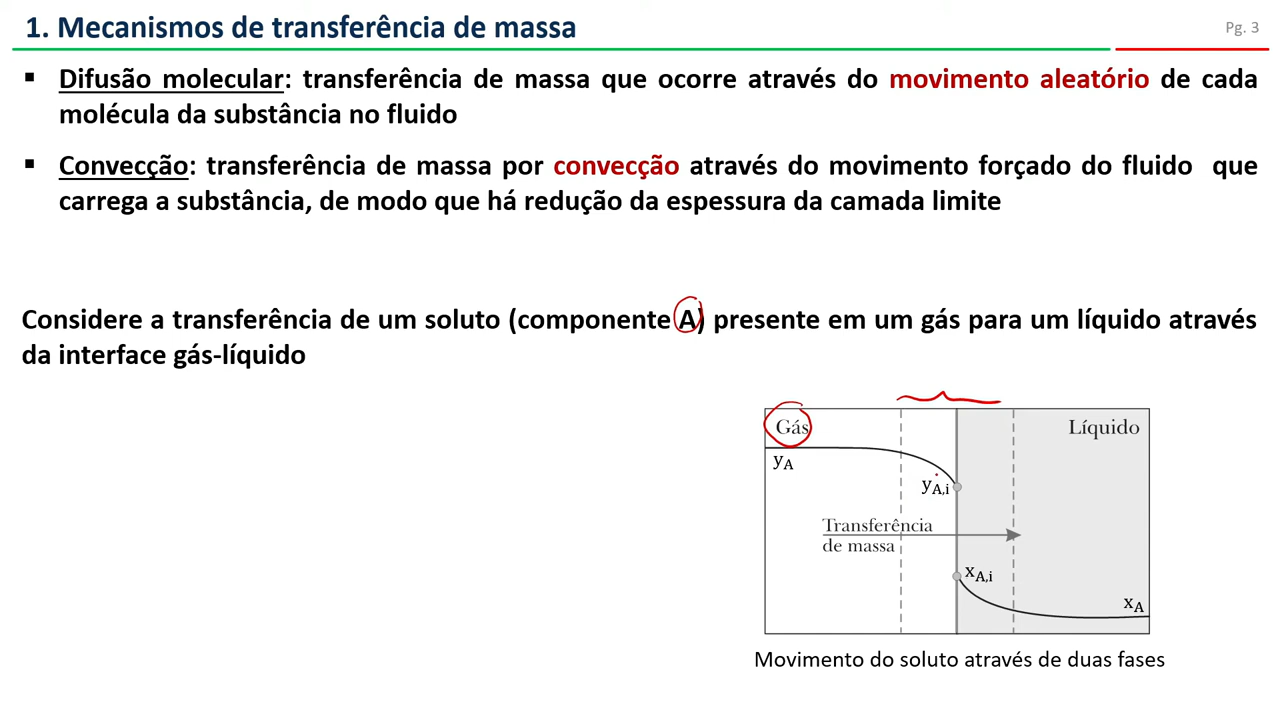 1. Mecanismos de transferência de massa
Pg. 3
Difusão molecular: transferência de massa que ocorre através do movimento aleatório de cada
molécula da substância no fluido
Convecção: transferência de massa por convecção através do movimento forçado do fluido que
carrega a substância, de modo que há redução da espessura da camada limite
Considere a transferência de um soluto (componente A) presente em um gás para um líquido através
da interface gás-líquido
Gás
Líquido
yA
yA,i
Transferência
de massa
xA,i
xA
Movimento do soluto através de duas fases